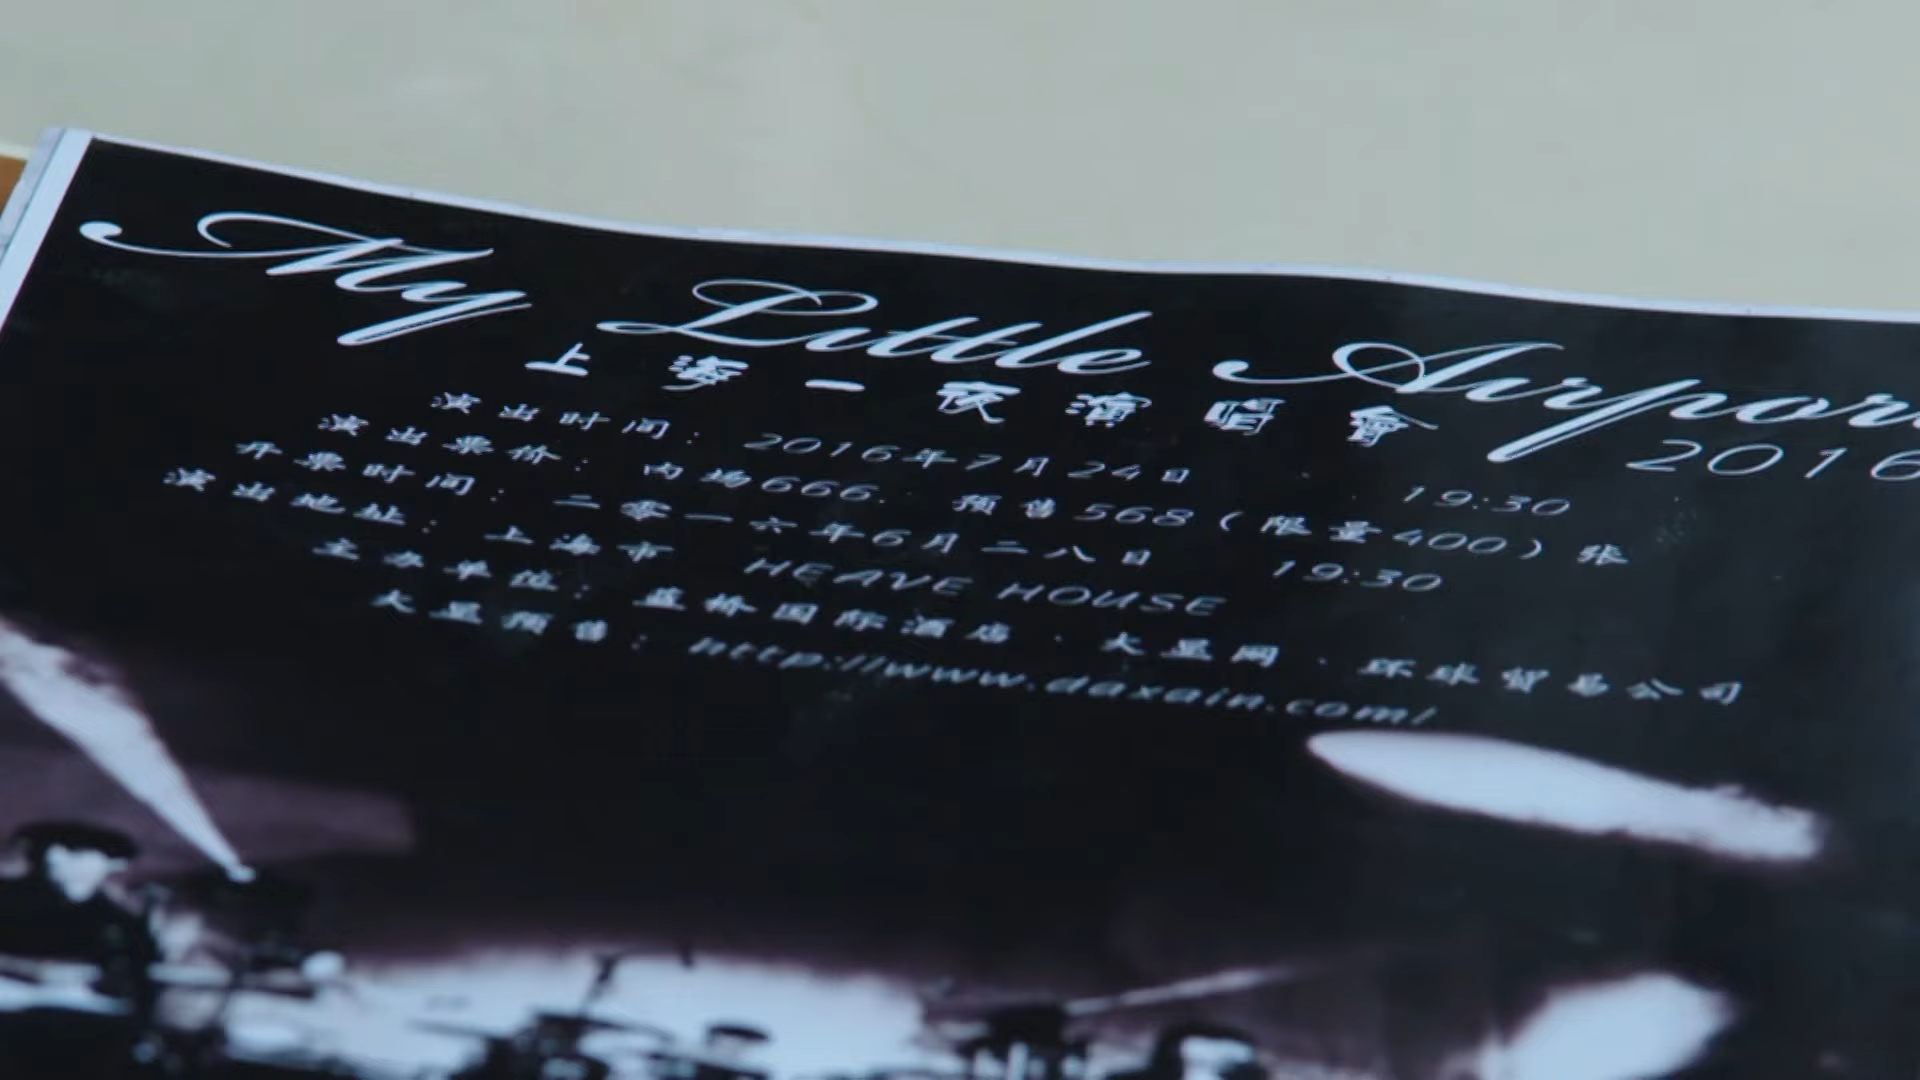 My Little Airpor
上海一夜演唱會
2016
演出时间：2016年7月24日 19:30
演出票价：内场666. 预售568（限量400）张
开票时间：二零一六年6月二八日 19:30
演出地址：上海市 HEAVE HOUSE
主办单位：蓝桥国际酒店·大星网·环球贸易公司
大星预售：http://www.daxain.com/